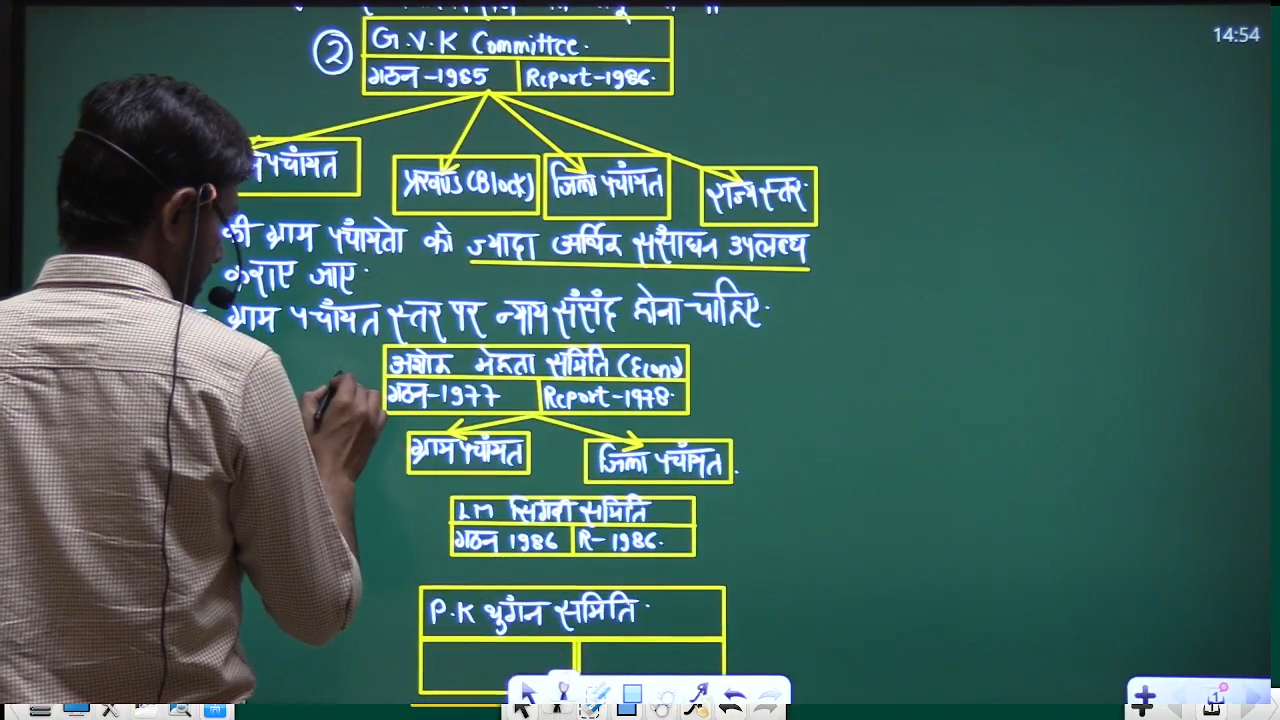 14:54
② G.V.K Committee.
गठन-1985 Report-1986.
पंचायत प्रखण्ड (Block) जिला पंचायत राज्य स्तर
की ग्राम पंचायतो को ज्यादा आर्थिक संसाधन उपलब्ध
कराए जाए.
ग्राम पंचायत स्तर पर न्याय संसद होना चाहिए.
अशोक मेहता समिति
गठन-1977 Report-1978.
ग्राम पंचायत जिला पंचायत.
LM सिंघवी समिति
गठन 1986 R-1986.
P.K थुंगन समिति.